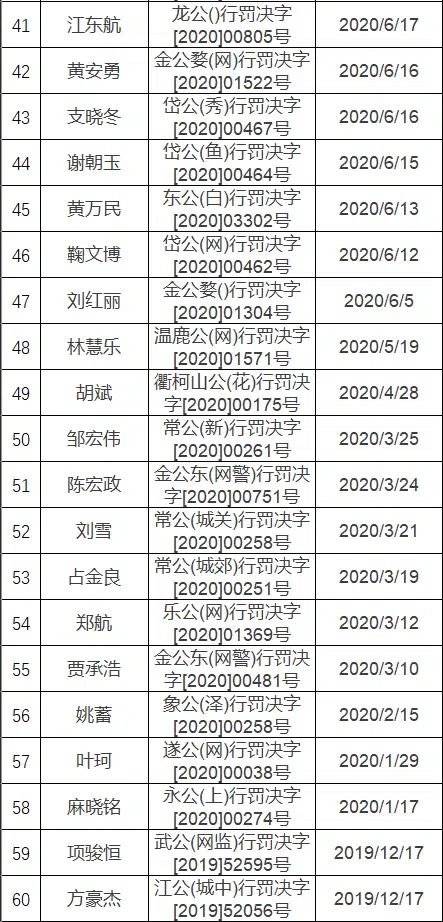 41 江东航 龙公()行罚决字 2020/6/17
[2020]00805号
42 黄安勇 金公婺(网)行罚决字 2020/6/16
[2020]01522号
43 支晓冬 岱公(秀)行罚决字 2020/6/16
[2020]00467号
44 谢朝玉 岱公(鱼)行罚决字 2020/6/15
[2020]00464号
45 黄万民 东公(白)行罚决字 2020/6/13
[2020]03302号
46 鞠文博 岱公(网)行罚决字 2020/6/12
[2020]00462号
47 刘红丽 金公婺()行罚决字 2020/6/5
[2020]01304号
48 林慧乐 温鹿公(网)行罚决字 2020/5/19
[2020]01571号
49 胡斌 衢柯山公(花)行罚决 2020/4/28
字[2020]00175号
50 邹宏伟 常公(新)行罚决字 2020/3/25
[2020]00261号
51 陈宏政 金公东(网警)行罚决 2020/3/24
字[2020]00751号
52 刘雪 常公(城关)行罚决字 2020/3/21
[2020]00258号
53 占金良 常公(城郊)行罚决字 2020/3/19
[2020]00251号
54 郑航 乐公(网)行罚决字 2020/3/12
[2020]01369号
55 贾承浩 金公东(网警)行罚决 2020/3/10
字[2020]00481号
56 姚蓄 象公(泽)行罚决字 2020/2/15
[2020]00258号
57 叶珂 遂公(网)行罚决字 2020/1/29
[2020]00038号
58 麻晓铭 永公(上)行罚决字 2020/1/17
[2020]00274号
59 项骏恒 武公(网监)行罚决字 2019/12/17
[2019]52595号
60 方豪杰 江公(城中)行罚决字 2019/12/17
[2019]52056号